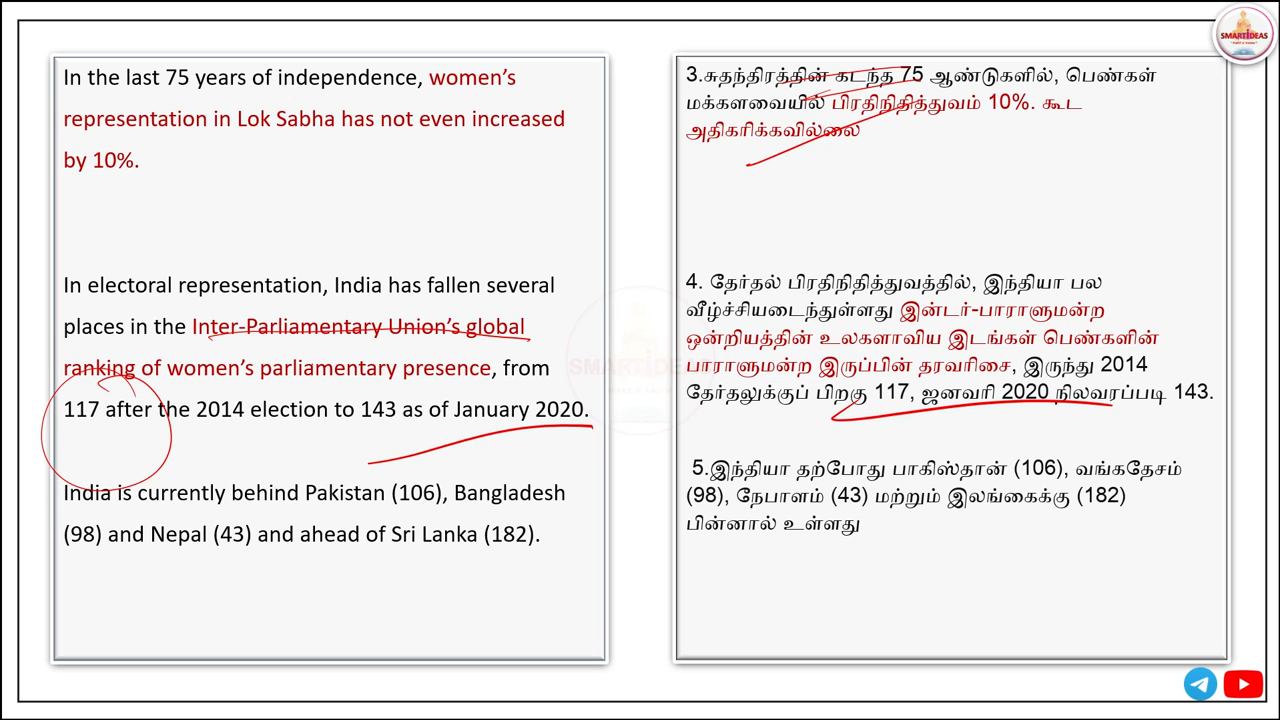 SMARTIDEAS
In the last 75 years of independence, women's
representation in Lok Sabha has not even increased
by 10%.
In electoral representation, India has fallen several
places in the Inter-Parliamentary Union's global
ranking of women's parliamentary presence, from
117 after the 2014 election to 143 as of January 2020.
India is currently behind Pakistan (106), Bangladesh
(98) and Nepal (43) and ahead of Sri Lanka (182).
3.சுதந்திரத்தின் கடந்த 75 ஆண்டுகளில், பெண்கள்
மக்களவையில் பிரதிநிதித்துவம் 10%. கூட
அதிகரிக்கவில்லை
4. தேர்தல் பிரதிநிதித்துவத்தில், இந்தியா பல
வீழ்ச்சியடைந்துள்ளது இன்டர்-பாராளுமன்ற
ஒன்றியத்தின் உலகளாவிய இடங்கள் பெண்களின்
பாராளுமன்ற இருப்பின் தரவரிசை, இருந்து 2014
தேர்தலுக்குப் பிறகு 117, ஜனவரி 2020 நிலவரப்படி 143.
5.இந்தியா தற்போது பாகிஸ்தான் (106), வங்கதேசம்
(98), நேபாளம் (43) மற்றும் இலங்கைக்கு (182)
பின்னால் உள்ளது
SMARTIDEAS